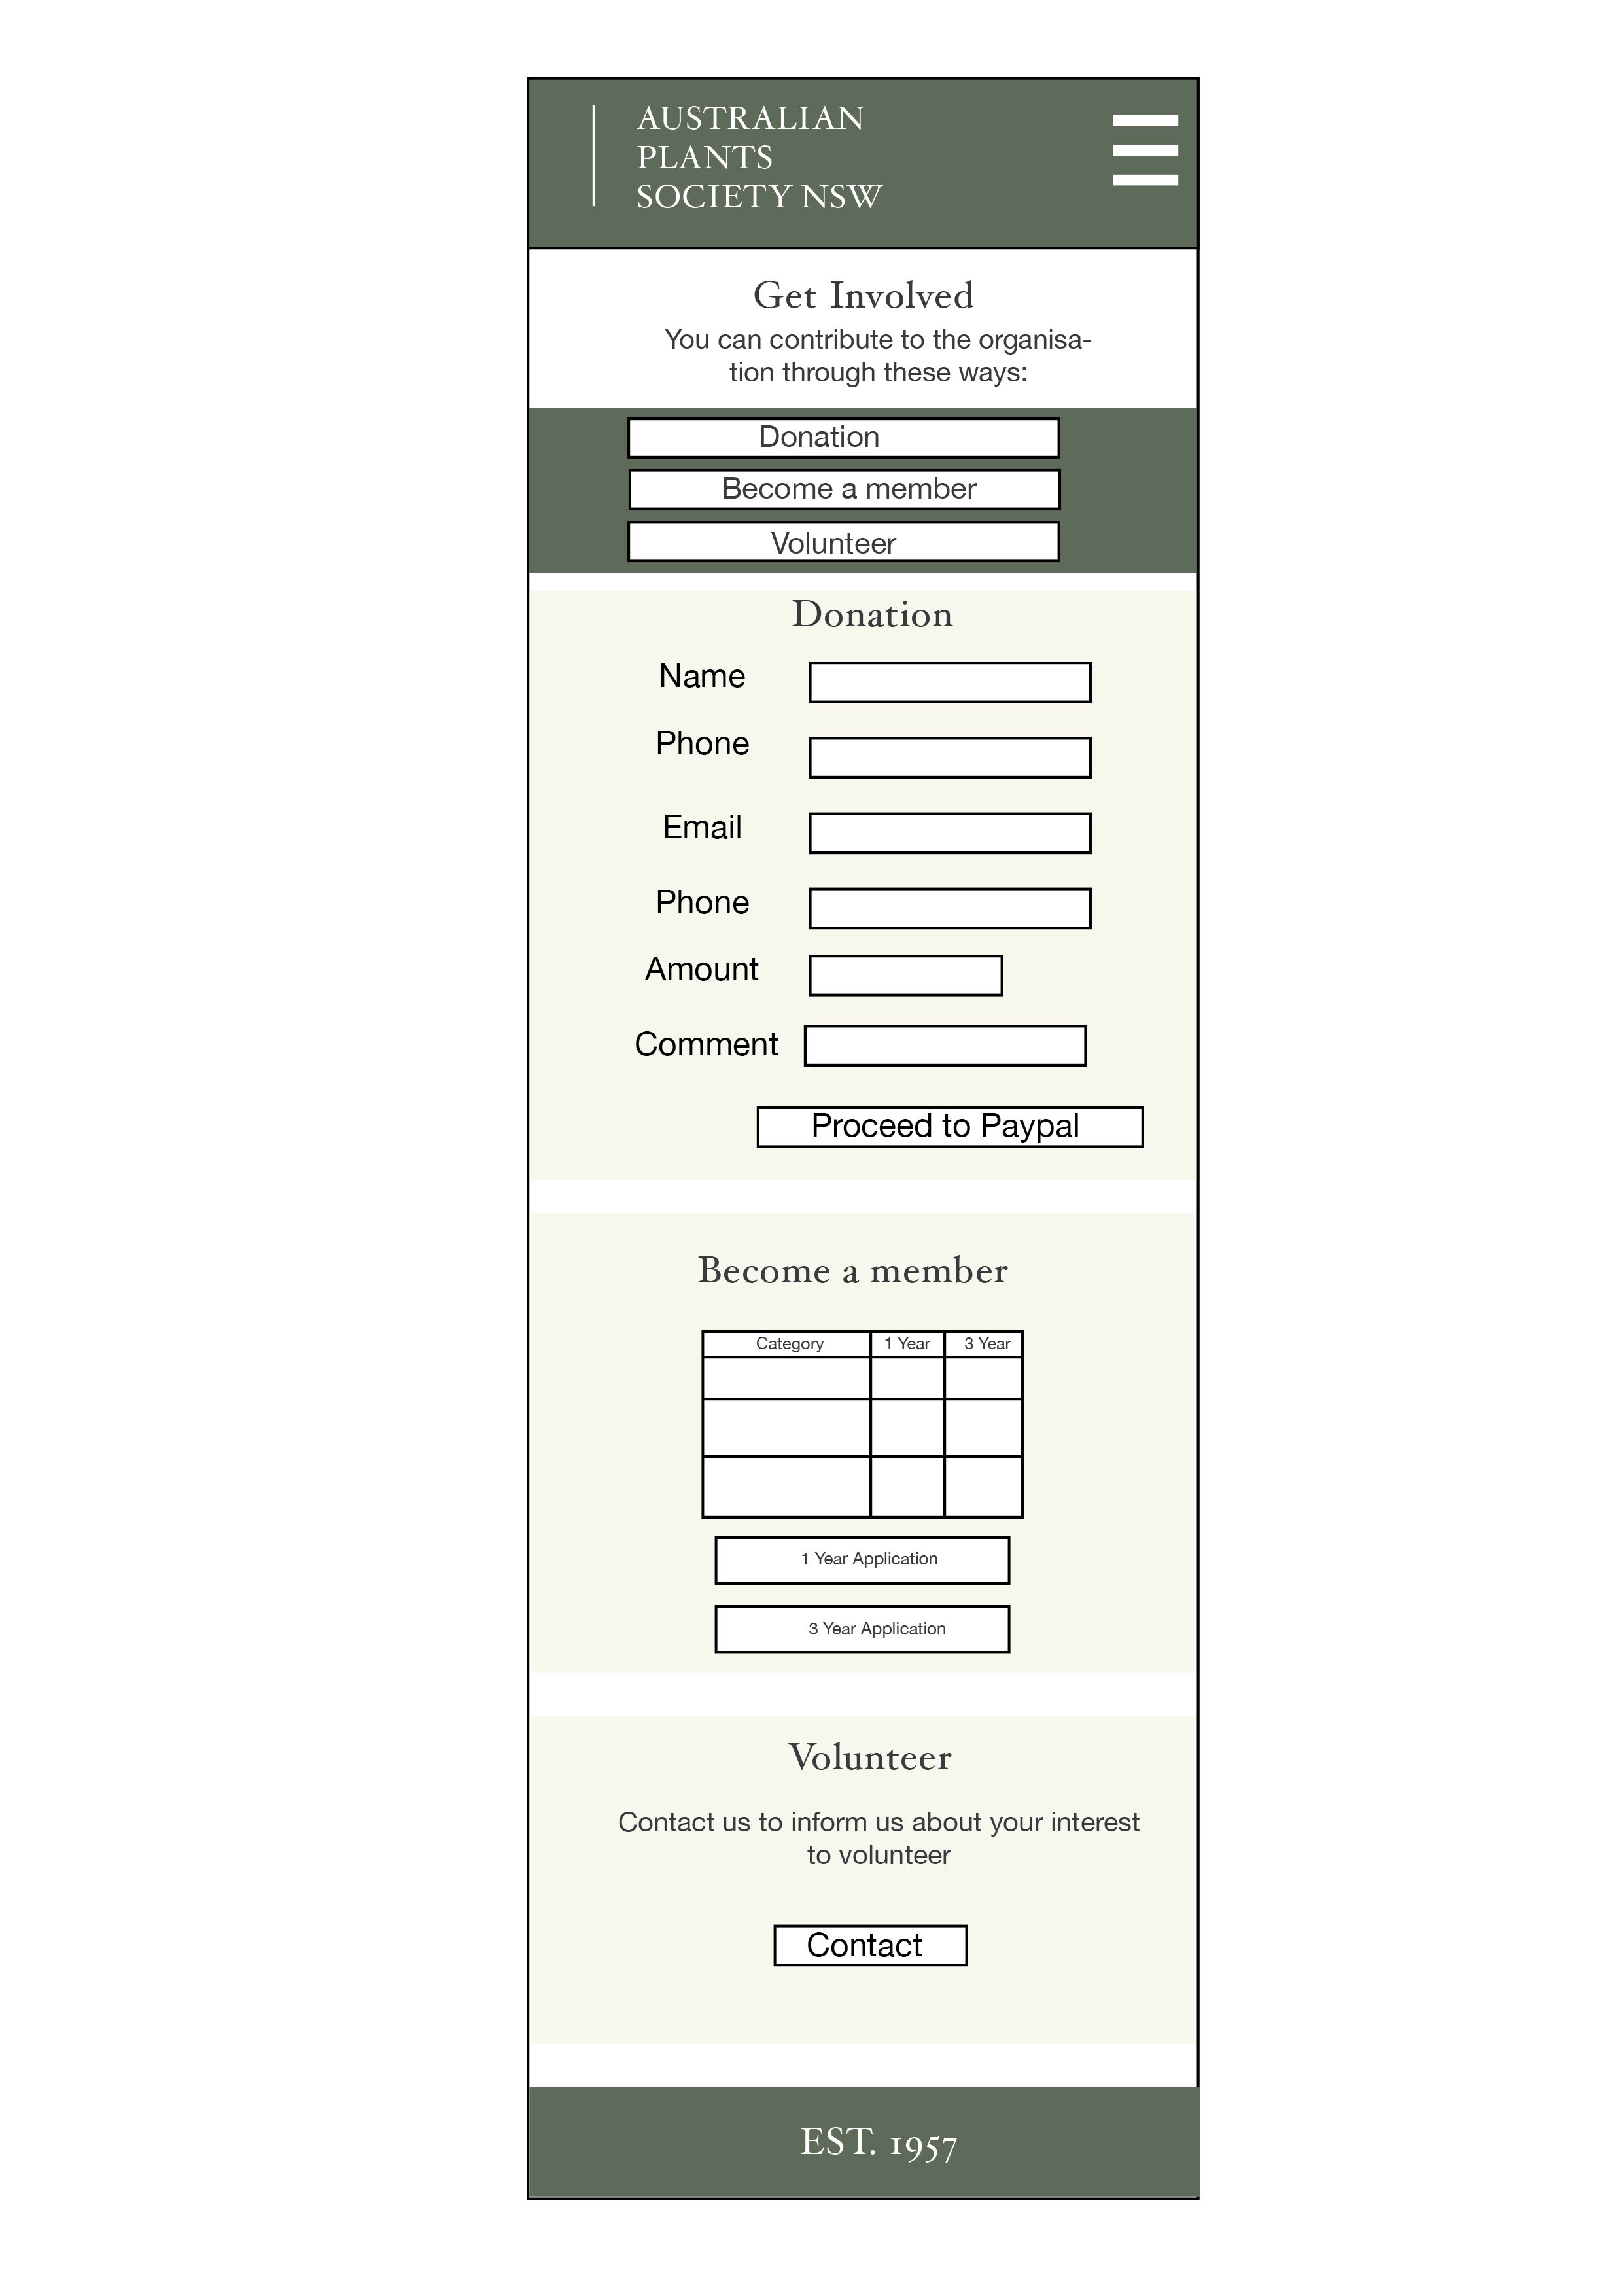 AUSTRALIAN
PLANTS
SOCIETY NSW
Get Involved
You can contribute to the organisa-
tion through these ways:
Donation
Become a member
Volunteer
Donation
Name
Phone
Email
Phone
Amount
Comment
Proceed to Paypal
Become a member
Category 1 Year 3 Year
1 Year Application
3 Year Application
Volunteer
Contact us to inform us about your interest
to volunteer
Contact
EST. 1957